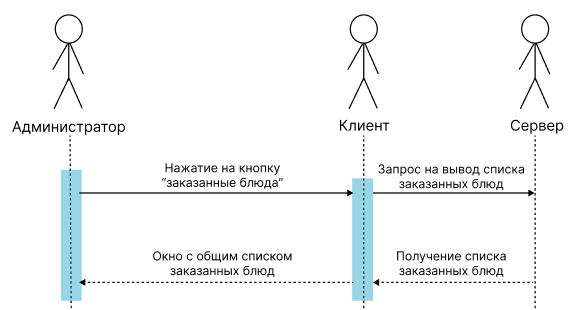 Администратор
Клиент
Сервер
Нажатие на кнопку
“заказанные блюда”
Запрос на вывод списка
заказанных блюд
Окно с общим списком
заказанных блюд
Получение списка
заказанных блюд